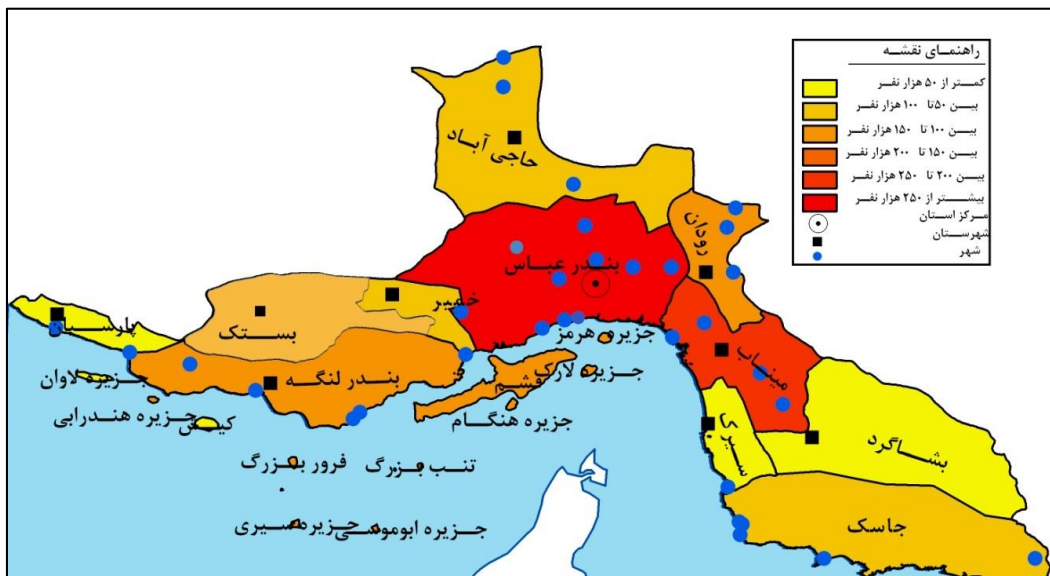 راهنمای نقشه
کمتر از ۵۰ هزار نفر
بین ۵۰ تا ۱۰۰ هزار نفر
بین ۱۰۰ تا ۱۵۰ هزار نفر
بین ۱۵۰ تا ۲۰۰ هزار نفر
بین ۲۰۰ تا ۲۵۰ هزار نفر
بیشتر از ۲۵۰ هزار نفر
مرکز استان
شهرستان
شهر
حاجی آباد
رودان
بندر عباس
خمیر
بستک
پارسیان
جزیره هرمز
میناب
بندر لنگه
قشم
جزیره لارک
جزیره لاوان
جزیره هندرابی
کیش
جزیره هنگام
سیرک
بشاگرد
فرور بزرگ
تنب بزرگ
جاسک
جزیره سیری
جزیره ابوموسی